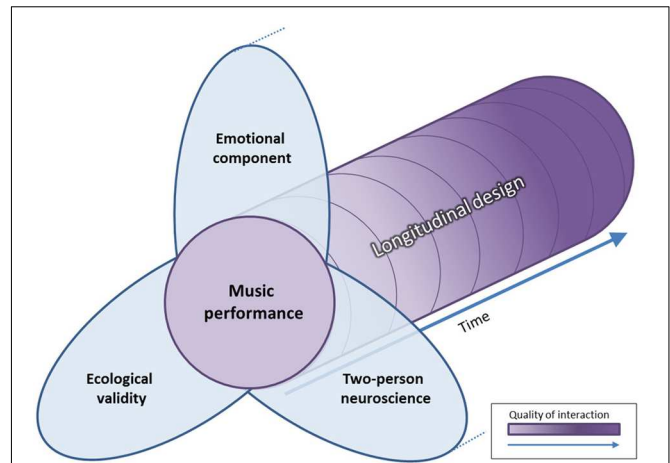 Emotional
component
Longitudinal design
Music
performance
Time
Ecological
validity
Two-person
neuroscience
Quality of interaction